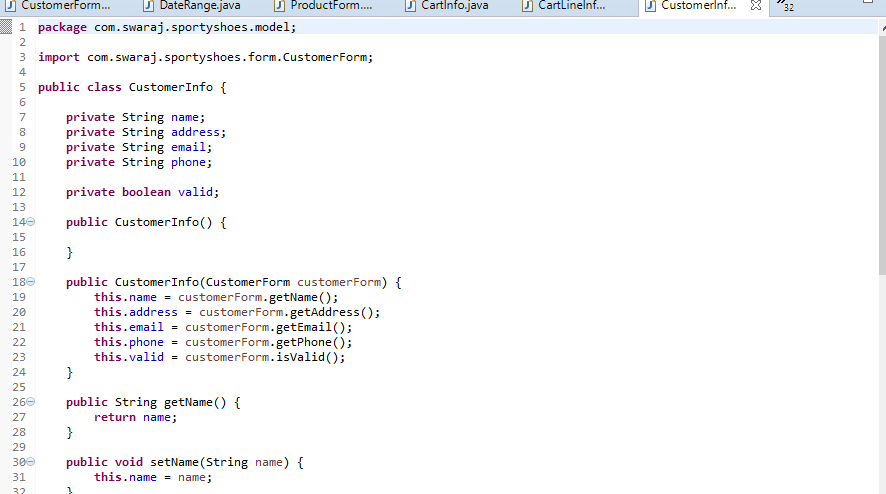 CustomerForm... DateRange.java ProductForm.... CartInfo.java CartLineInf... CustomerInf... 32
1 package com.swaraj.sportyshoes.model;
2
3 import com.swaraj.sportyshoes.form.CustomerForm;
4
5 public class CustomerInfo {
6
7 private String name;
8 private String address;
9 private String email;
10 private String phone;
11
12 private boolean valid;
13
14 public CustomerInfo() {
15
16 }
17
18 public CustomerInfo(CustomerForm customerForm) {
19 this.name = customerForm.getName();
20 this.address = customerForm.getAddress();
21 this.email = customerForm.getEmail();
22 this.phone = customerForm.getPhone();
23 this.valid = customerForm.isValid();
24 }
25
26 public String getName() {
27 return name;
28 }
29
30 public void setName(String name) {
31 this.name = name;
32 }